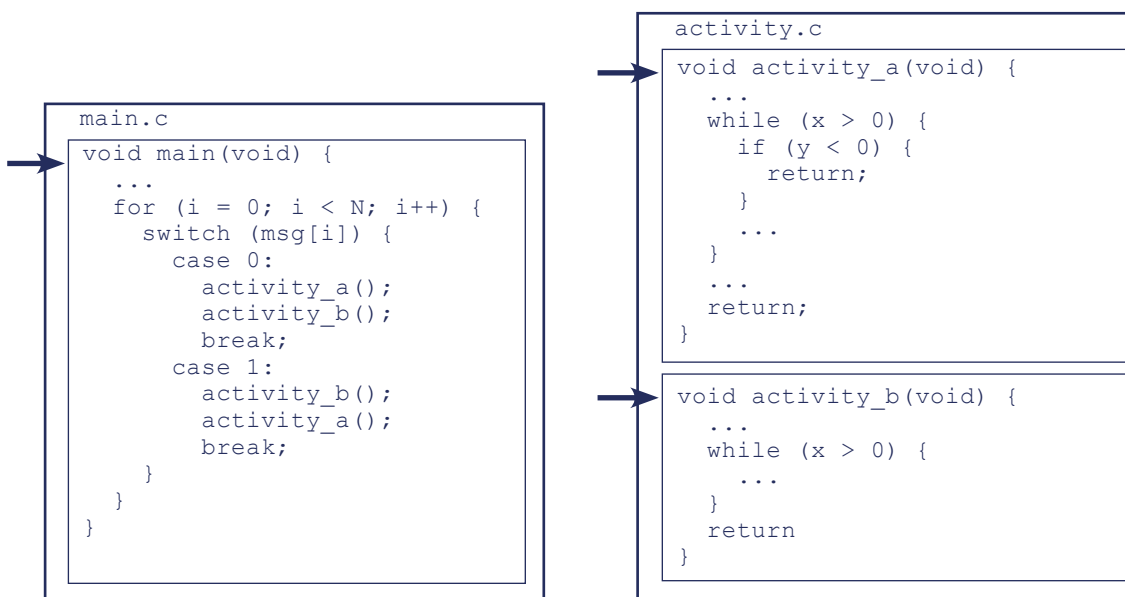 main.c
void main(void) {
...
for (i = 0; i < N; i++) {
switch (msg[i]) {
case 0:
activity_a();
activity_b();
break;
case 1:
activity_b();
activity_a();
break;
}
}
}
activity.c
void activity_a(void) {
...
while (x > 0) {
if (y < 0) {
return;
}
...
}
...
return;
}
void activity_b(void) {
...
while (x > 0) {
...
}
return
}